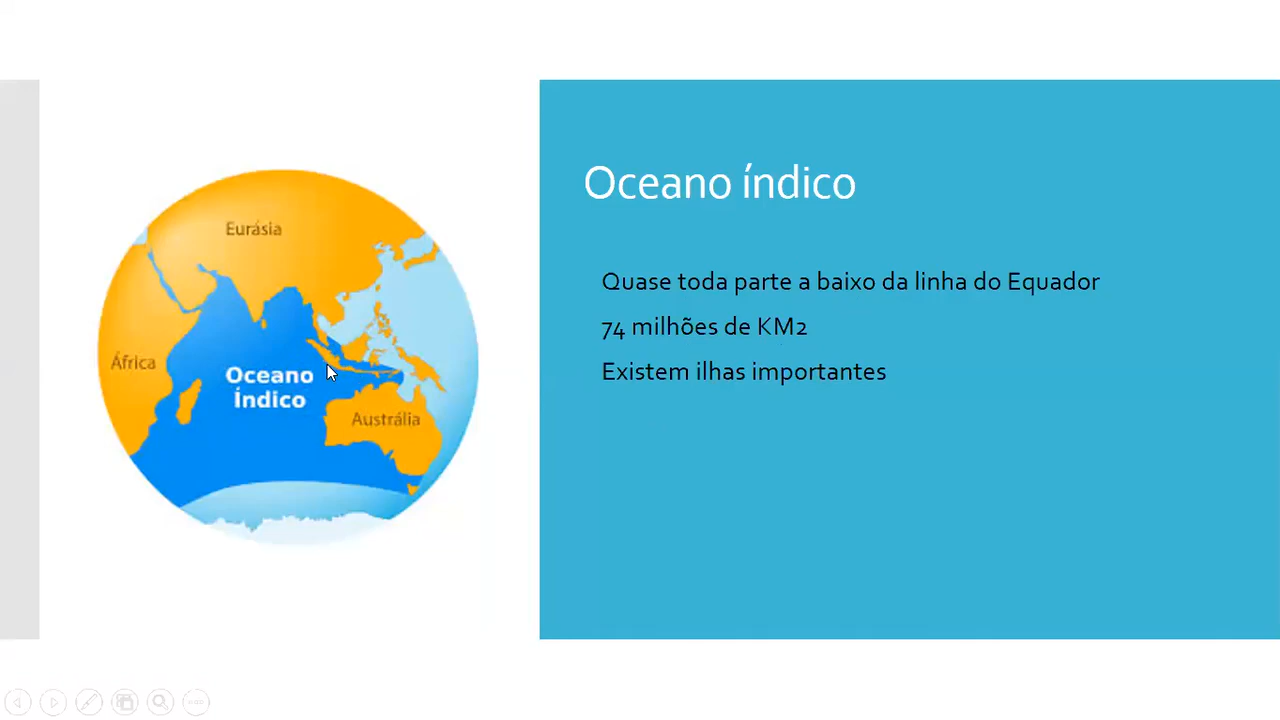 Oceano índico
Quase toda parte a baixo da linha do Equador
74 milhões de KM2
Existem ilhas importantes
Eurásia
África
Oceano
Índico
Austrália